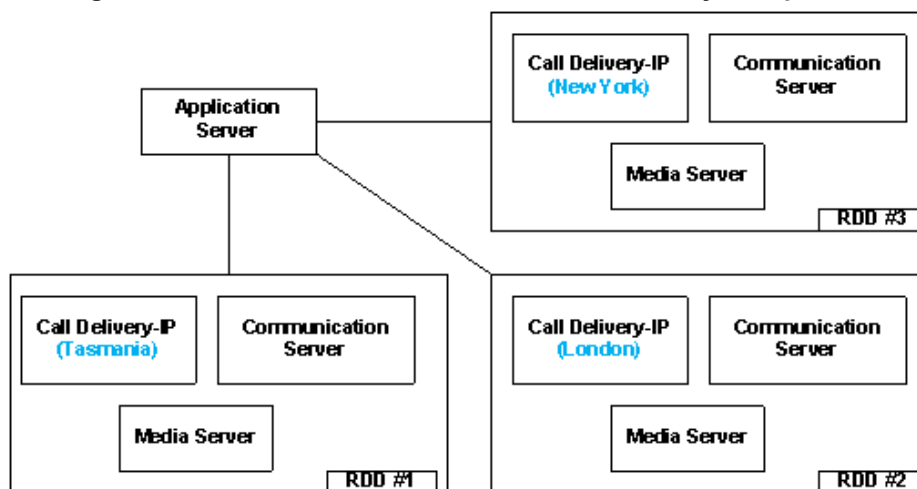 Call Delivery-IP
(New York)
Communication
Server
Application
Server
Media Server
RDD #3
Call Delivery-IP
(Tasmania)
Communication
Server
Media Server
RDD #1
Call Delivery-IP
(London)
Communication
Server
Media Server
RDD #2